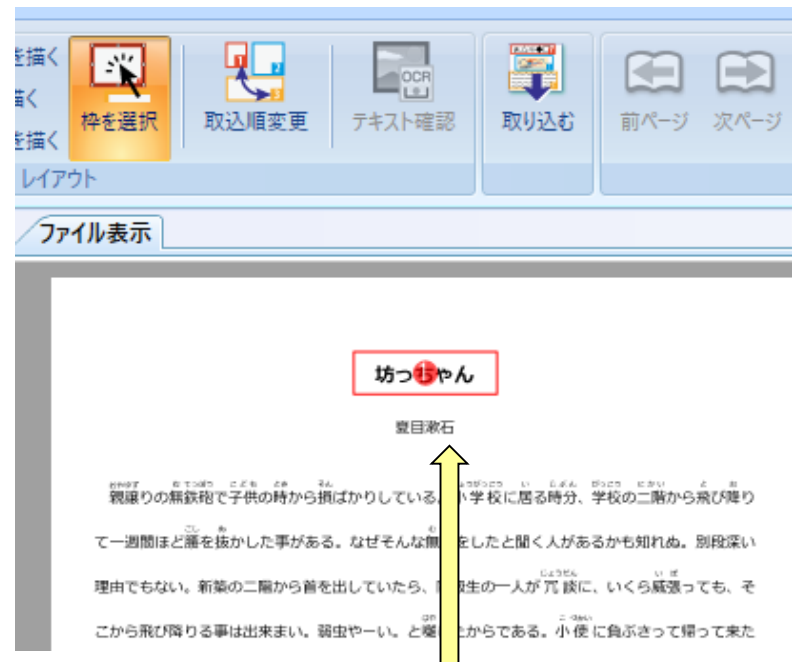 を描く
描く
を描く
枠を選択
取込順変更
テキスト確認
OCR
取り込む
前ページ
次ページ
レイアウト
ファイル表示
坊っちゃん
夏目漱石
親譲りの無鉄砲で子供の時から損ばかりしている。小学校に居る時分、学校の二階から飛び降り
て一週間ほど腰を抜かした事がある。なぜそんな無 をしたと聞く人があるかも知れぬ。別段深い
理由でもない。新築の二階から首を出していたら、 級生の一人が冗談に、いくら威張っても、そ
こから飛び降りる事は出来まい。弱虫やーい。と囃 たからである。小使に負ぶさって帰って来た